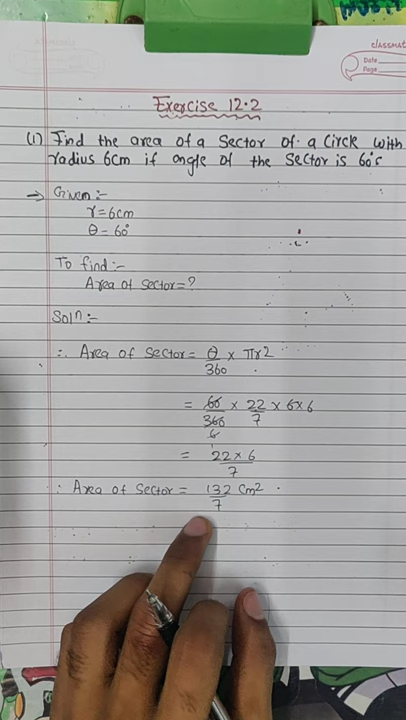 classmate
Date
Page
Exercise 12.2
(1) Find the area of a Sector of a Circle with
radius 6cm if angle of the Sector is 60°.
→ Given:-
r=6cm
θ=60°
To find:-
Area of Sector=?
Solⁿ:-
∴ Area of Sector= θ/360 × πr2
= 60/360 × 22/7 × 6×6
6
= 22×6/7
∴ Area of Sector = 132/7 Cm².